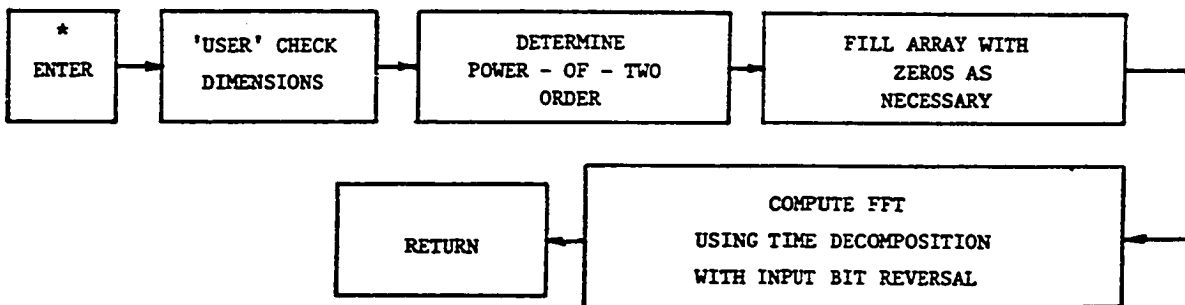 *
ENTER
'USER' CHECK
DIMENSIONS
DETERMINE
POWER - OF - TWO
ORDER
FILL ARRAY WITH
ZEROS AS
NECESSARY
COMPUTE FFT
USING TIME DECOMPOSITION
WITH INPUT BIT REVERSAL
RETURN